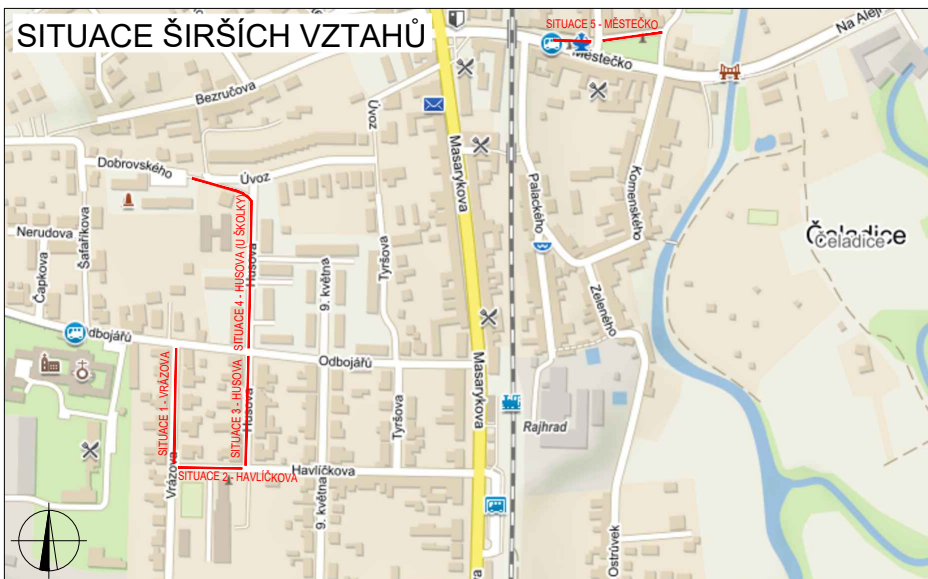 SITUACE ŠIRŠÍCH VZTAHŮ
SITUACE 5 - MĚSTEČKO
Městečko
Na Alej
Bezručova
Úvoz
Masarykova
Dobrovského
Úvoz
Palackého
Komenského
Nerudova
Šafaříkova
Čapkova
Husova
SITUACE 4 - HUSOVA (U ŠKOLKY)
9. května
Tyršova
Čeladice
Čeladice
Zeleného
dbojářů
Odbojářů
Masarykova
SITUACE 1 - VRÁZOVA
SITUACE 3 - HUSOVA
Husova
Tyršova
Rajhrad
Vrázova
SITUACE 2 - HAVLÍČKOVA
Havlíčkova
9. května
Ostrůvek